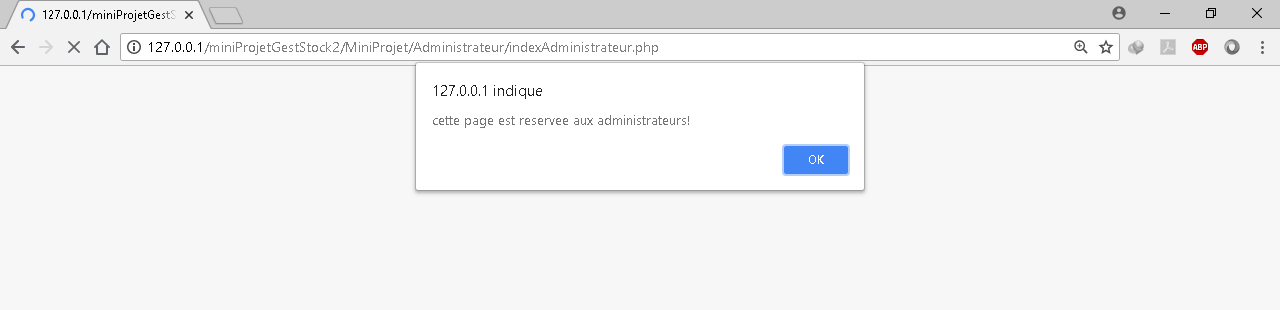 127.0.0.1/miniProjetGestS
127.0.0.1/miniProjetGestStock2/MiniProjet/Administrateur/indexAdministrateur.php
ABP
127.0.0.1 indique
cette page est reservee aux administrateurs!
OK